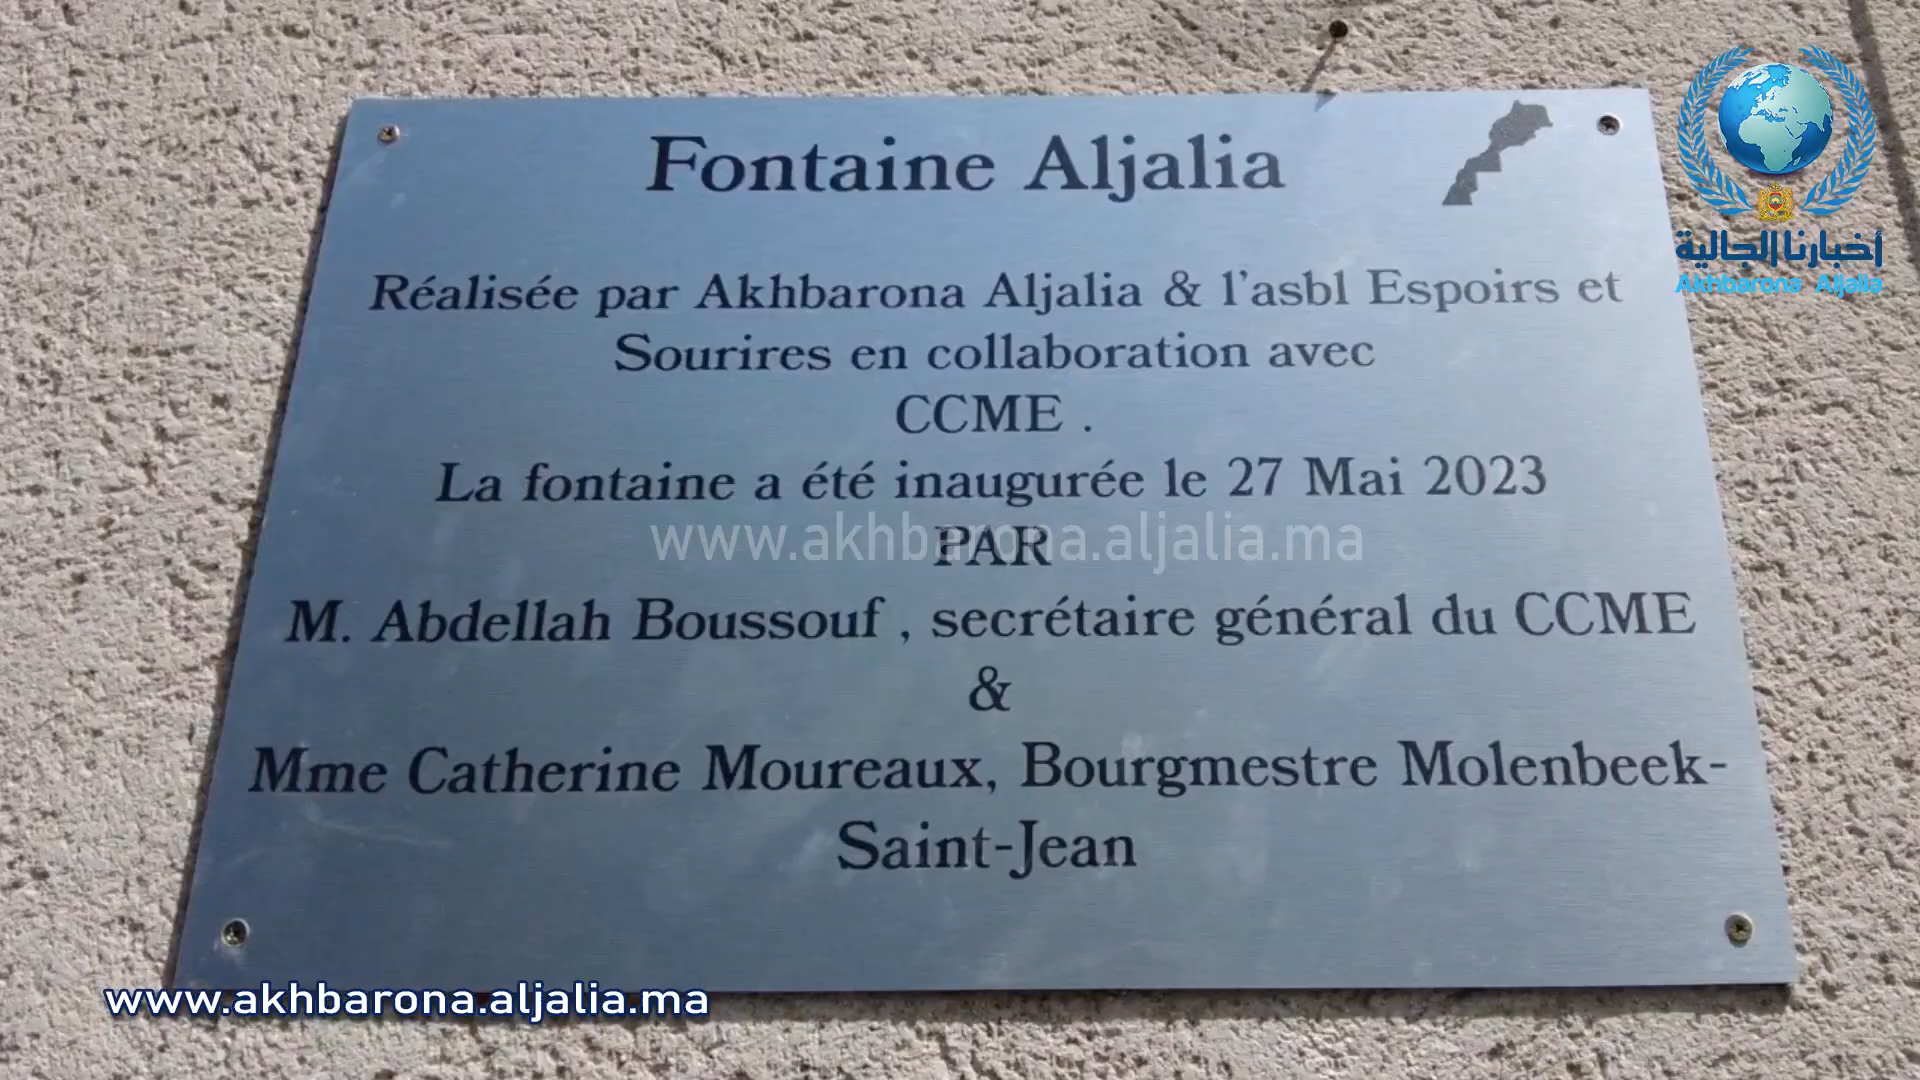 Fontaine Aljalia
Réalisée par Akhbarona Aljalia & l'asbl Espoirs et
Sourires en collaboration avec
CCME .
La fontaine a été inaugurée le 27 Mai 2023
PAR
M. Abdellah Boussouf , secrétaire général du CCME
&
Mme Catherine Moureaux, Bourgmestre Molenbeek-
Saint-Jean
أخبارنا الجالية
Akhbarona Aljalia
www.akhbarona.aljalia.ma
www.akhbarona.aljalia.ma